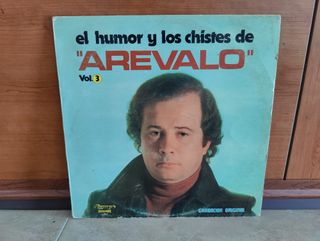 el humor y los chistes de
"AREVALO"
Vol. 3
GRABACION ORIGINAL